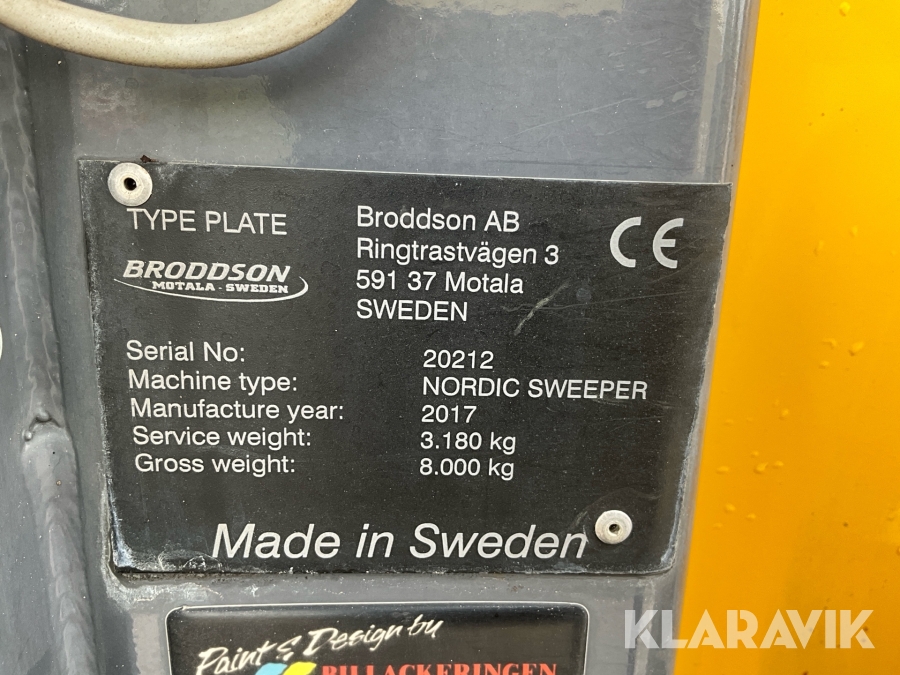 TYPE PLATE
BRODDSON
MOTALA - SWEDEN
Broddson AB
Ringtrastvägen 3
591 37 Motala
SWEDEN
CE
Serial No: 20212
Machine type: NORDIC SWEEPER
Manufacture year: 2017
Service weight: 3.180 kg
Gross weight: 8.000 kg
Made in Sweden
Paint & Design by
BILLACKERINGEN
KLARAVIK